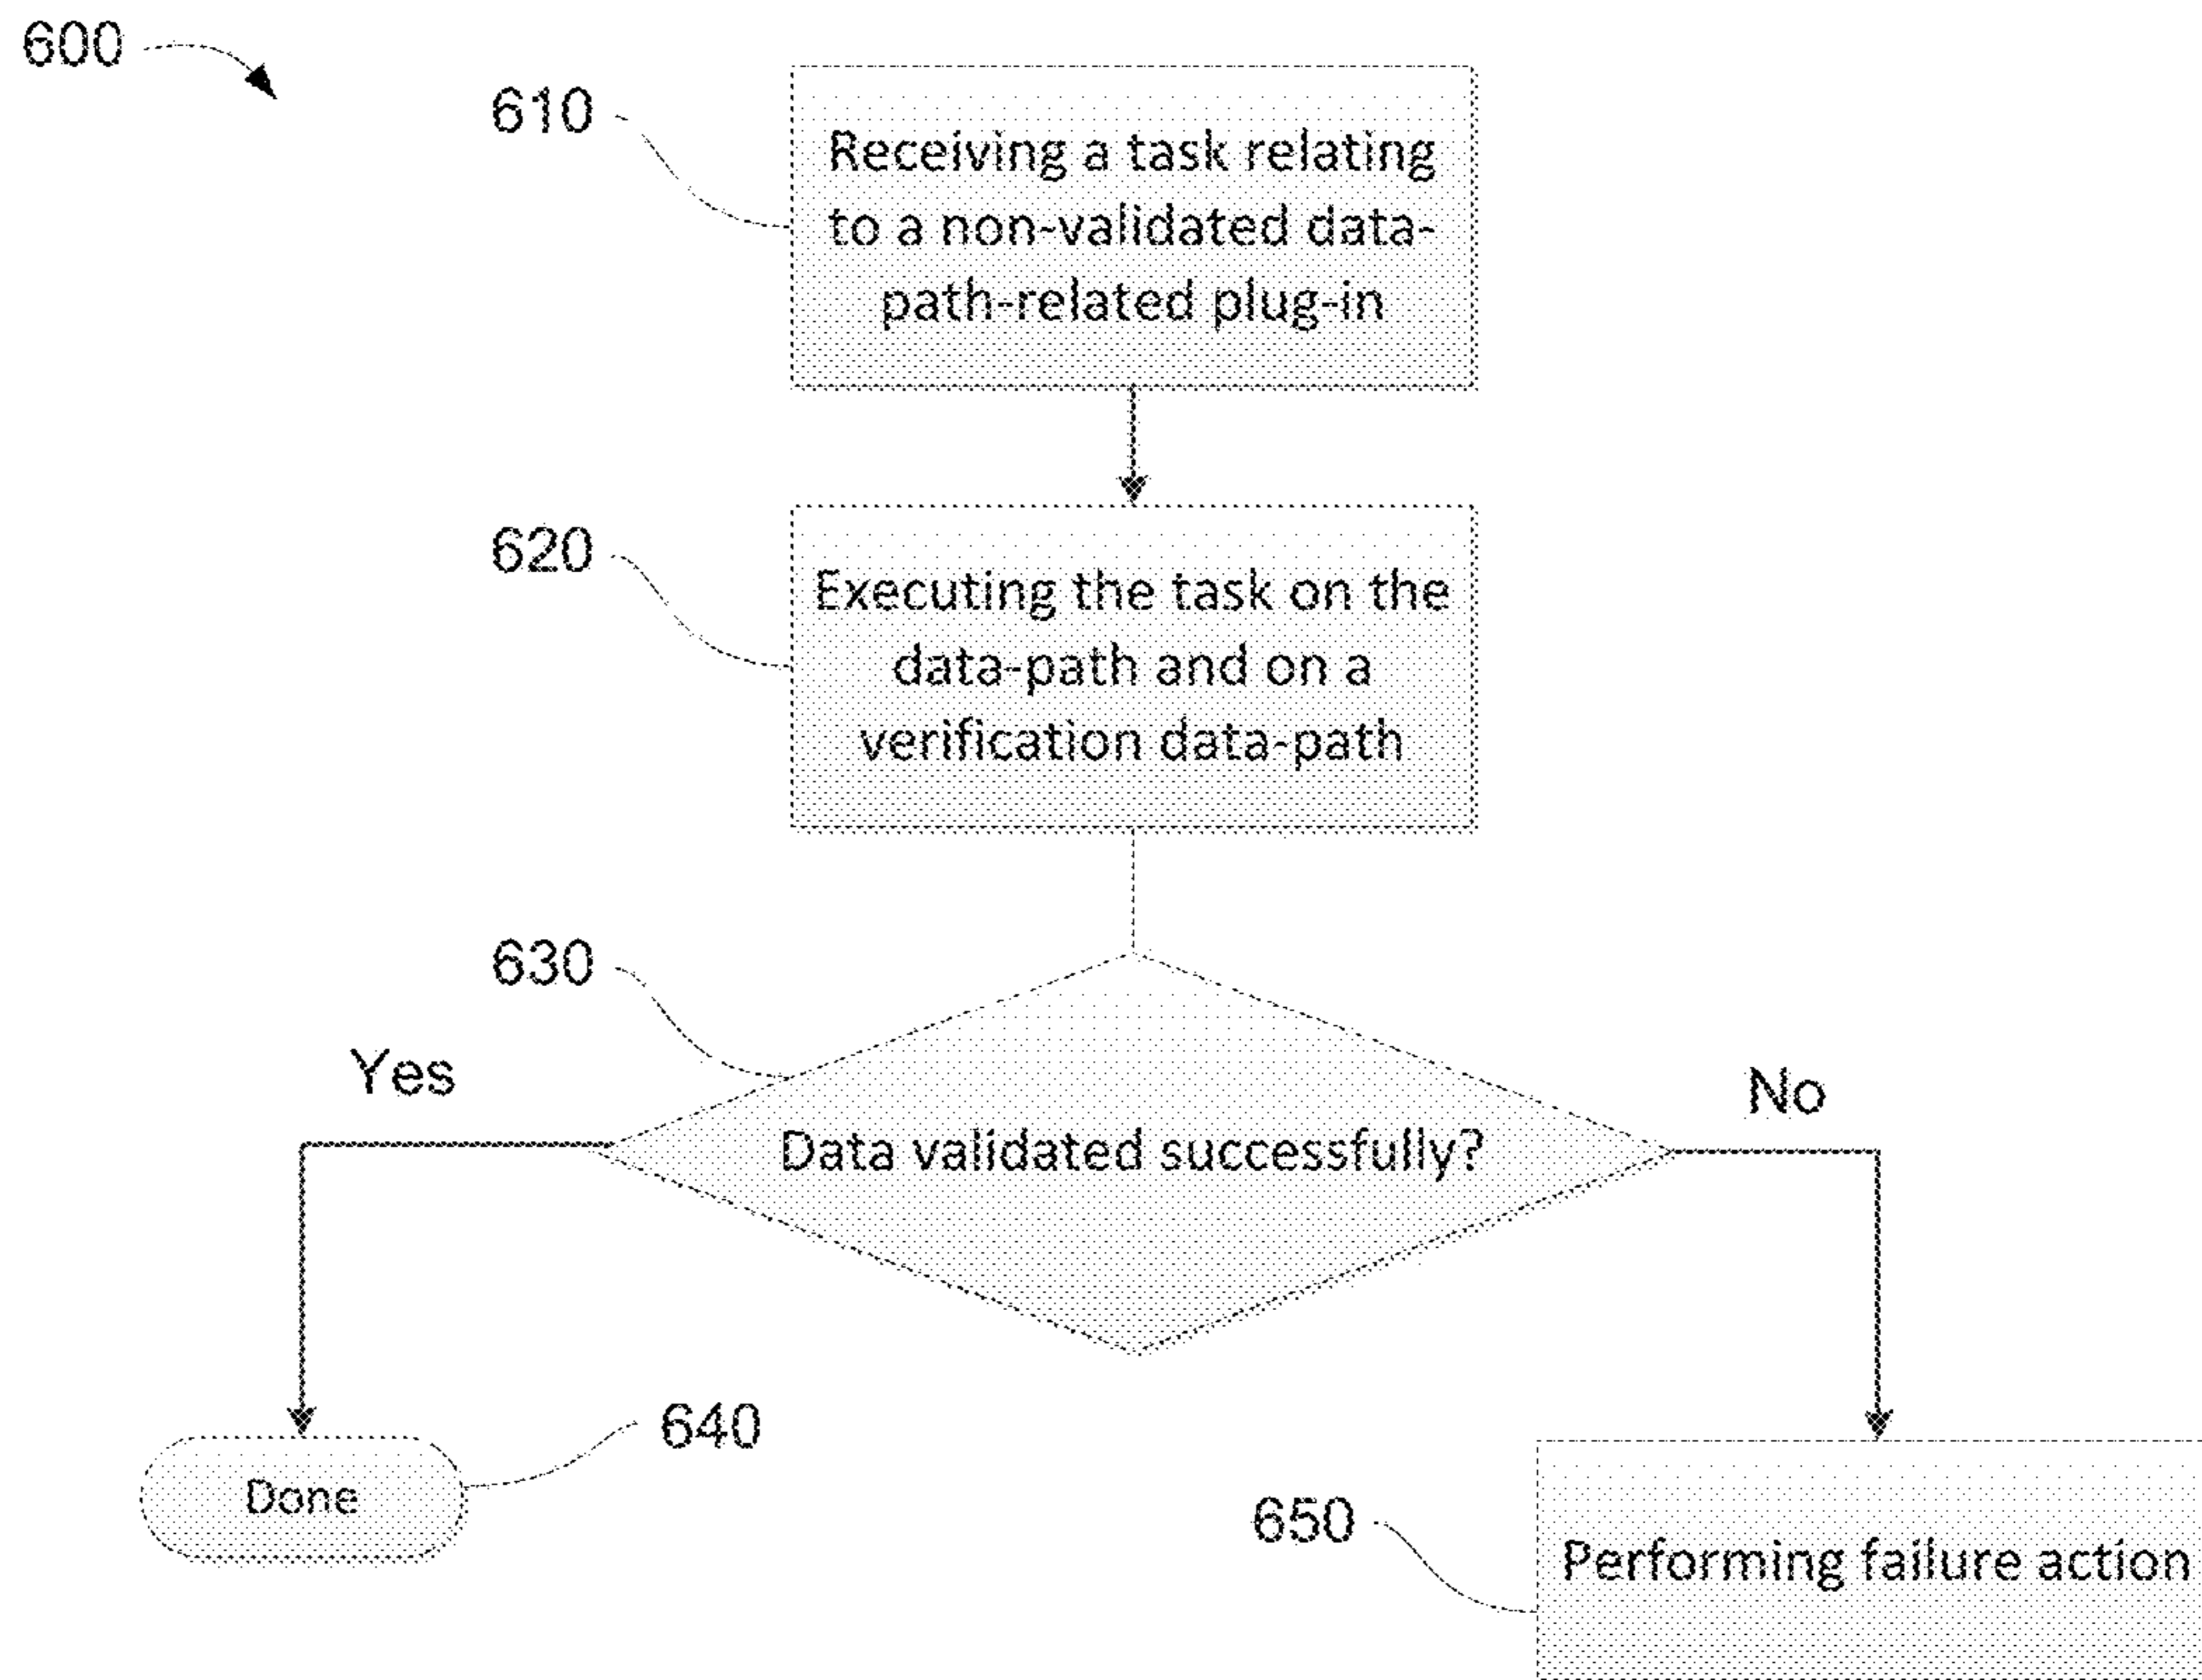 600
610
Receiving a task relating
to a non-validated data-
path-related plug-in
620
Executing the task on the
data-path and on a
verification data-path
630
Yes
No
Data validated successfully?
640
Done
650
Performing failure action